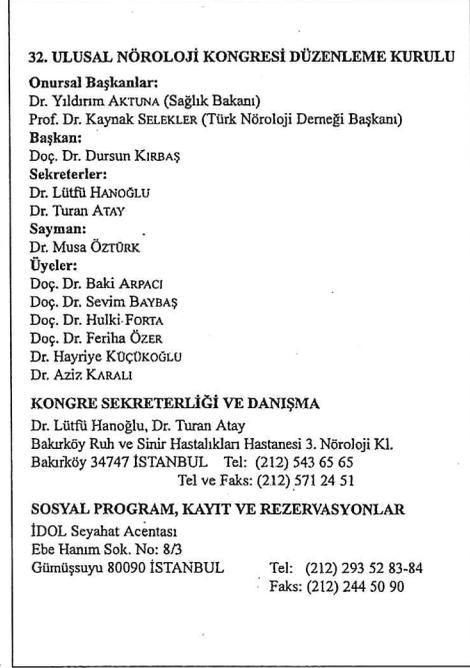 32. ULUSAL NÖROLOJİ KONGRESİ DÜZENLEME KURULU
Onursal Başkanlar:
Dr. Yıldırım AKTUNA (Sağlık Bakanı)
Prof. Dr. Kaynak SELEKLER (Türk Nöroloji Derneği Başkanı)
Başkan:
Doç. Dr. Dursun KIRBAŞ
Sekreterler:
Dr. Lütfü HANOĞLU
Dr. Turan ATAY
Sayman:
Dr. Musa ÖZTÜRK
Üyeler:
Doç. Dr. Baki ARPACI
Doç. Dr. Sevim BAYBAŞ
Doç. Dr. Hulki FORTA
Doç. Dr. Feriha ÖZER
Dr. Hayriye KÜÇÜKOĞLU
Dr. Aziz KARALI
KONGRE SEKRETERLİĞİ VE DANIŞMA
Dr. Lütfü Hanoğlu, Dr. Turan Atay
Bakırköy Ruh ve Sinir Hastalıkları Hastanesi 3. Nöroloji Kl.
Bakırköy 34747 İSTANBUL Tel: (212) 543 65 65
Tel ve Faks: (212) 571 24 51
SOSYAL PROGRAM, KAYIT VE REZERVASYONLAR
İDOL Seyahat Acentası
Ebe Hanım Sok. No: 8/3
Gümüşsuyu 80090 İSTANBUL Tel: (212) 293 52 83-84
Faks: (212) 244 50 90